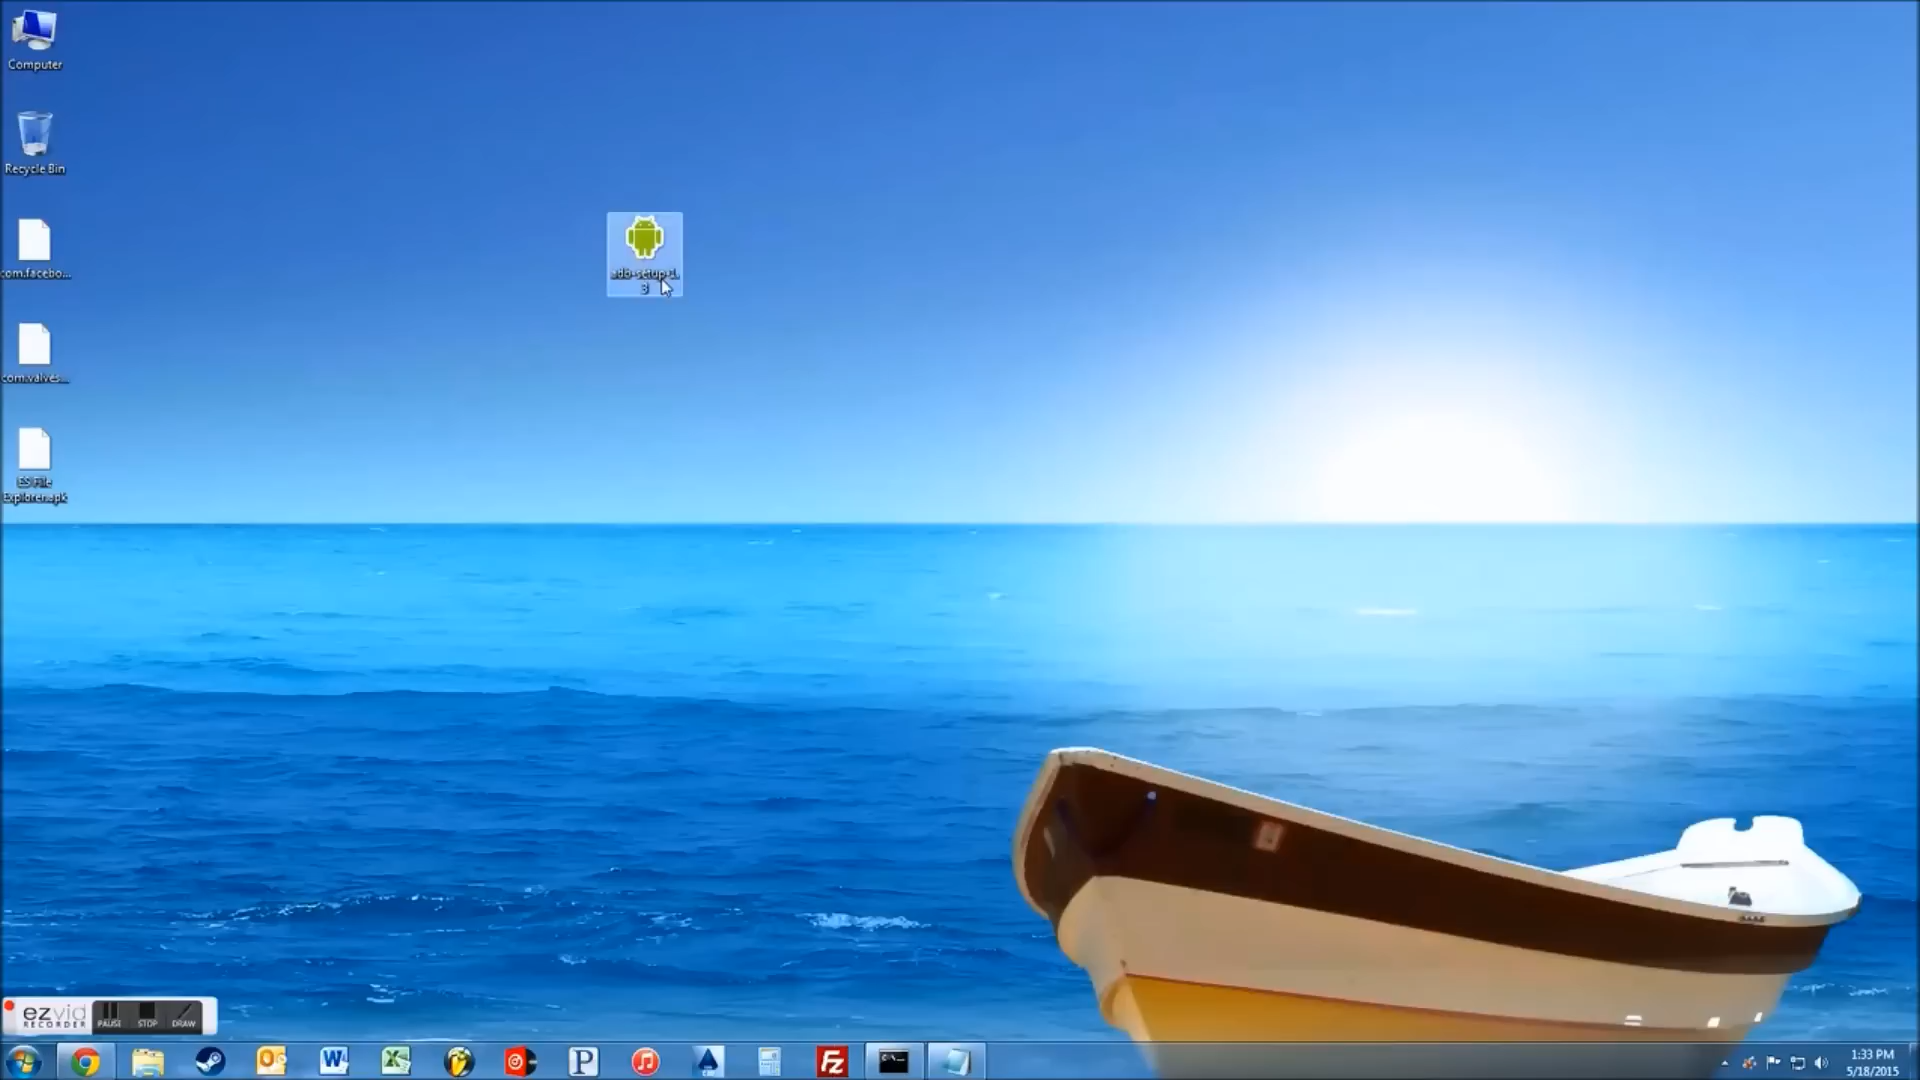 Computer
Recycle Bin
com.facebo...
com.valves...
ES File
Explorer.apk
adb-setup-1.
3
ezvid
RECORDER
PAUSE
STOP
DRAW
1:33 PM
5/18/2015